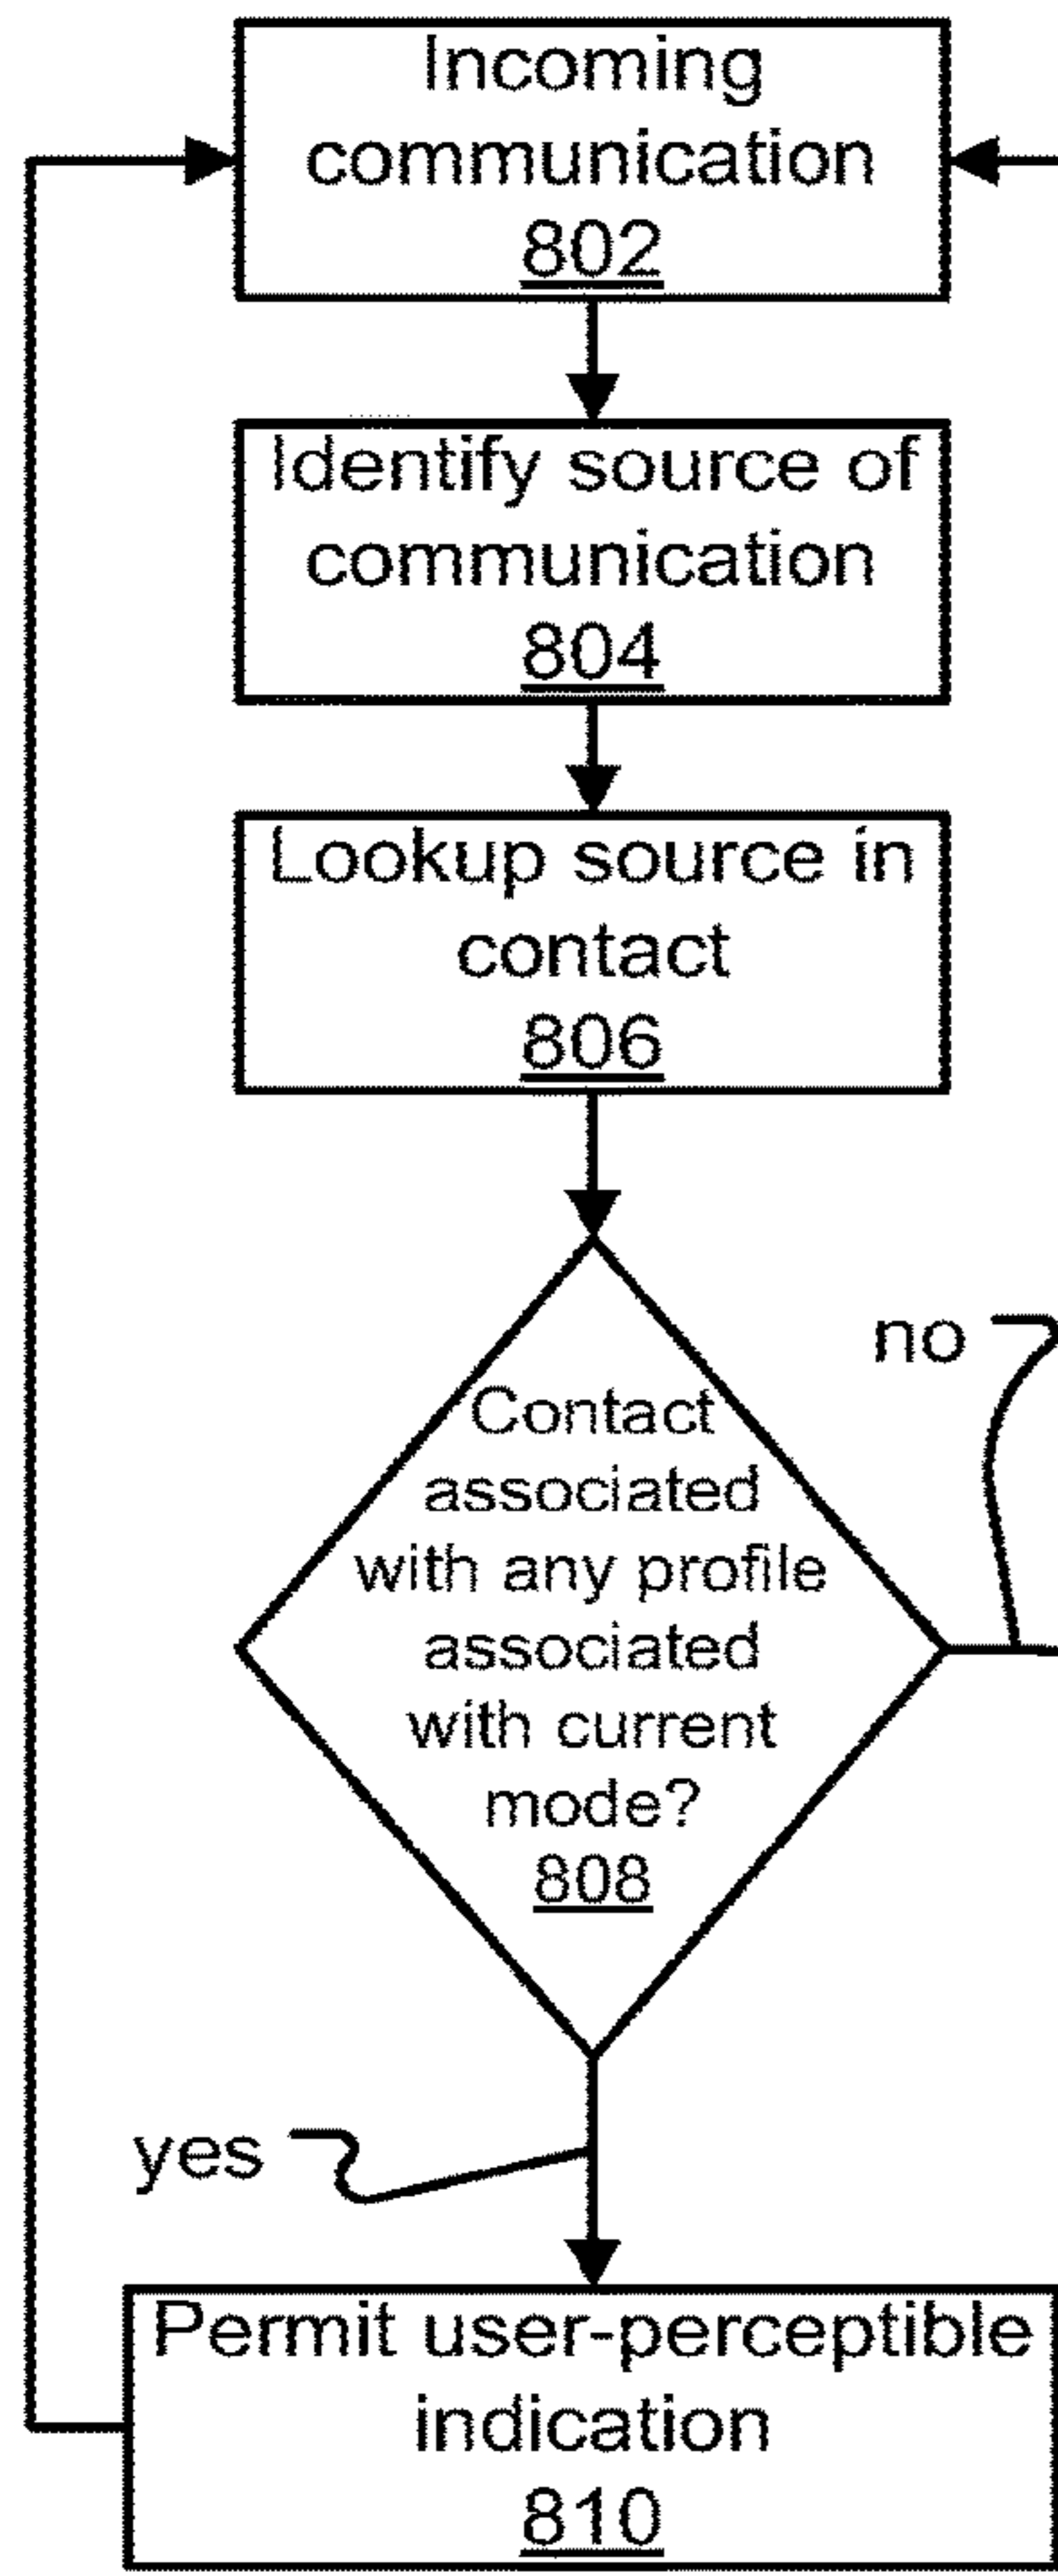 Incoming
communication
802
Identify source of
communication
804
Lookup source in
contact
806
no
Contact
associated
with any profile
associated
with current
mode?
808
yes
Permit user-perceptible
indication
810